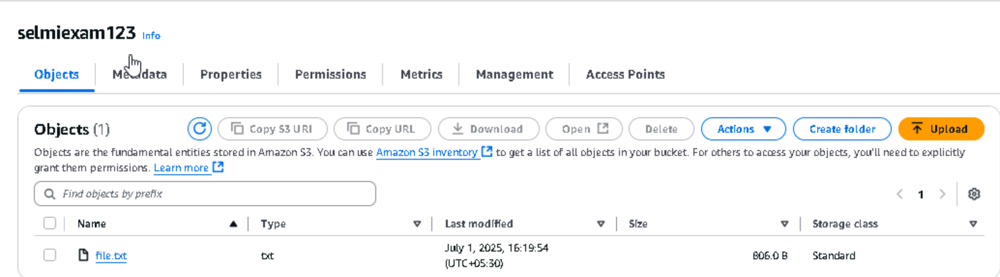 selmiexam123 Info
Objects Metadata Properties Permissions Metrics Management Access Points
Objects (1) Copy S3 URI Copy URL Download Open Delete Actions Create folder Upload
Objects are the fundamental entities stored in Amazon S3. You can use Amazon S3 inventory to get a list of all objects in your bucket. For others to access your objects, you'll need to explicitly
grant them permissions. Learn more
Find objects by prefix
1
Name Type Last modified Size Storage class
file.txt txt July 1, 2025, 16:19:54 806.0 B Standard
(UTC+05:30)